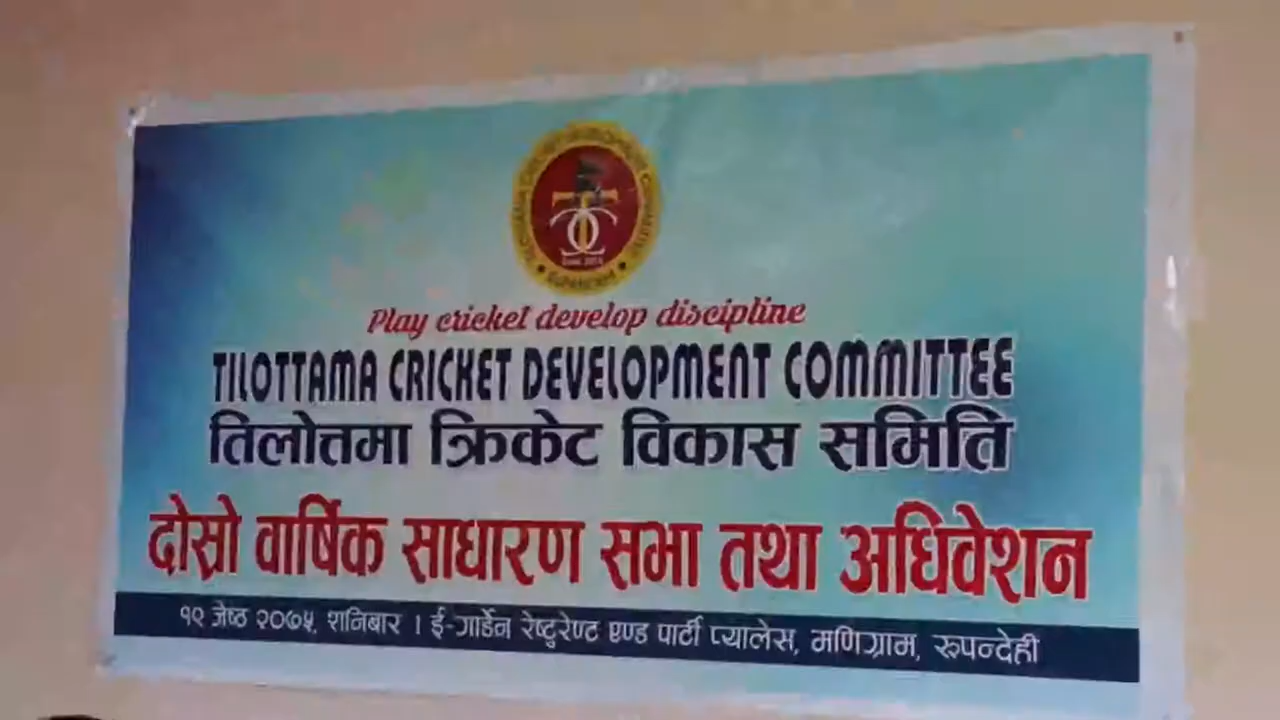 Play cricket develop discipline
TILOTTAMA CRICKET DEVELOPMENT COMMITTEE
तिलोत्तमा क्रिकेट विकास समिति
दोस्रो वार्षिक साधारण सभा तथा अधिवेशन
१९ जेष्ठ २०७५, शनिबार । ई-गार्डेन रेष्टुरेण्ट एण्ड पार्टी प्यालेस, मणिग्राम, रुपन्देही